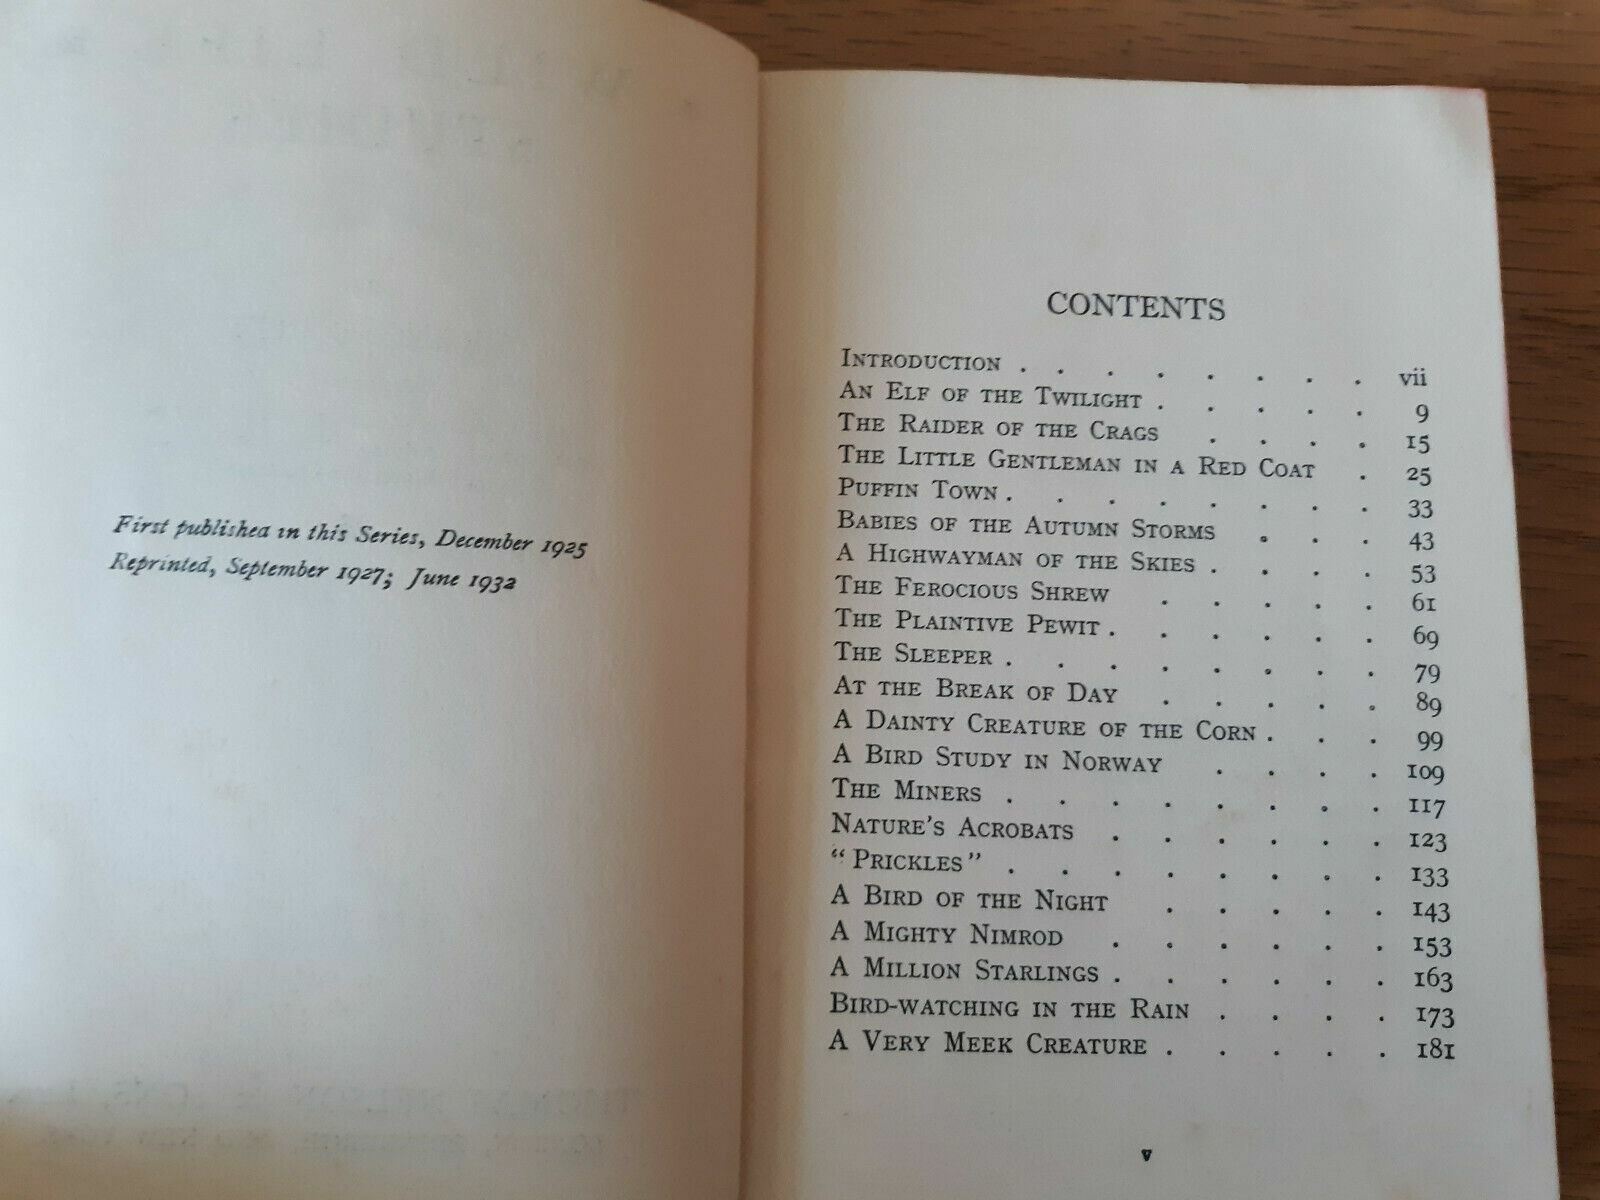 First published in this Series, December 1925
Reprinted, September 1927; June 1932
CONTENTS
INTRODUCTION . . . . . . . . vii
AN ELF OF THE TWILIGHT . . . . . 9
THE RAIDER OF THE CRAGS . . . . 15
THE LITTLE GENTLEMAN IN A RED COAT . 25
PUFFIN TOWN . . . . . . . . 33
BABIES OF THE AUTUMN STORMS . . . 43
A HIGHWAYMAN OF THE SKIES . . . . 53
THE FEROCIOUS SHREW . . . . . 61
THE PLAINTIVE PEWIT . . . . . . 69
THE SLEEPER . . . . . . . . 79
AT THE BREAK OF DAY . . . . . 89
A DAINTY CREATURE OF THE CORN . . . 99
A BIRD STUDY IN NORWAY . . . . 109
THE MINERS . . . . . . . . 117
NATURE'S ACROBATS . . . . . . 123
"PRICKLES" . . . . . . . . 133
A BIRD OF THE NIGHT . . . . . 143
A MIGHTY NIMROD . . . . . . 153
A MILLION STARLINGS . . . . . . 163
BIRD-WATCHING IN THE RAIN . . . . 173
A VERY MEEK CREATURE . . . . . 181
v